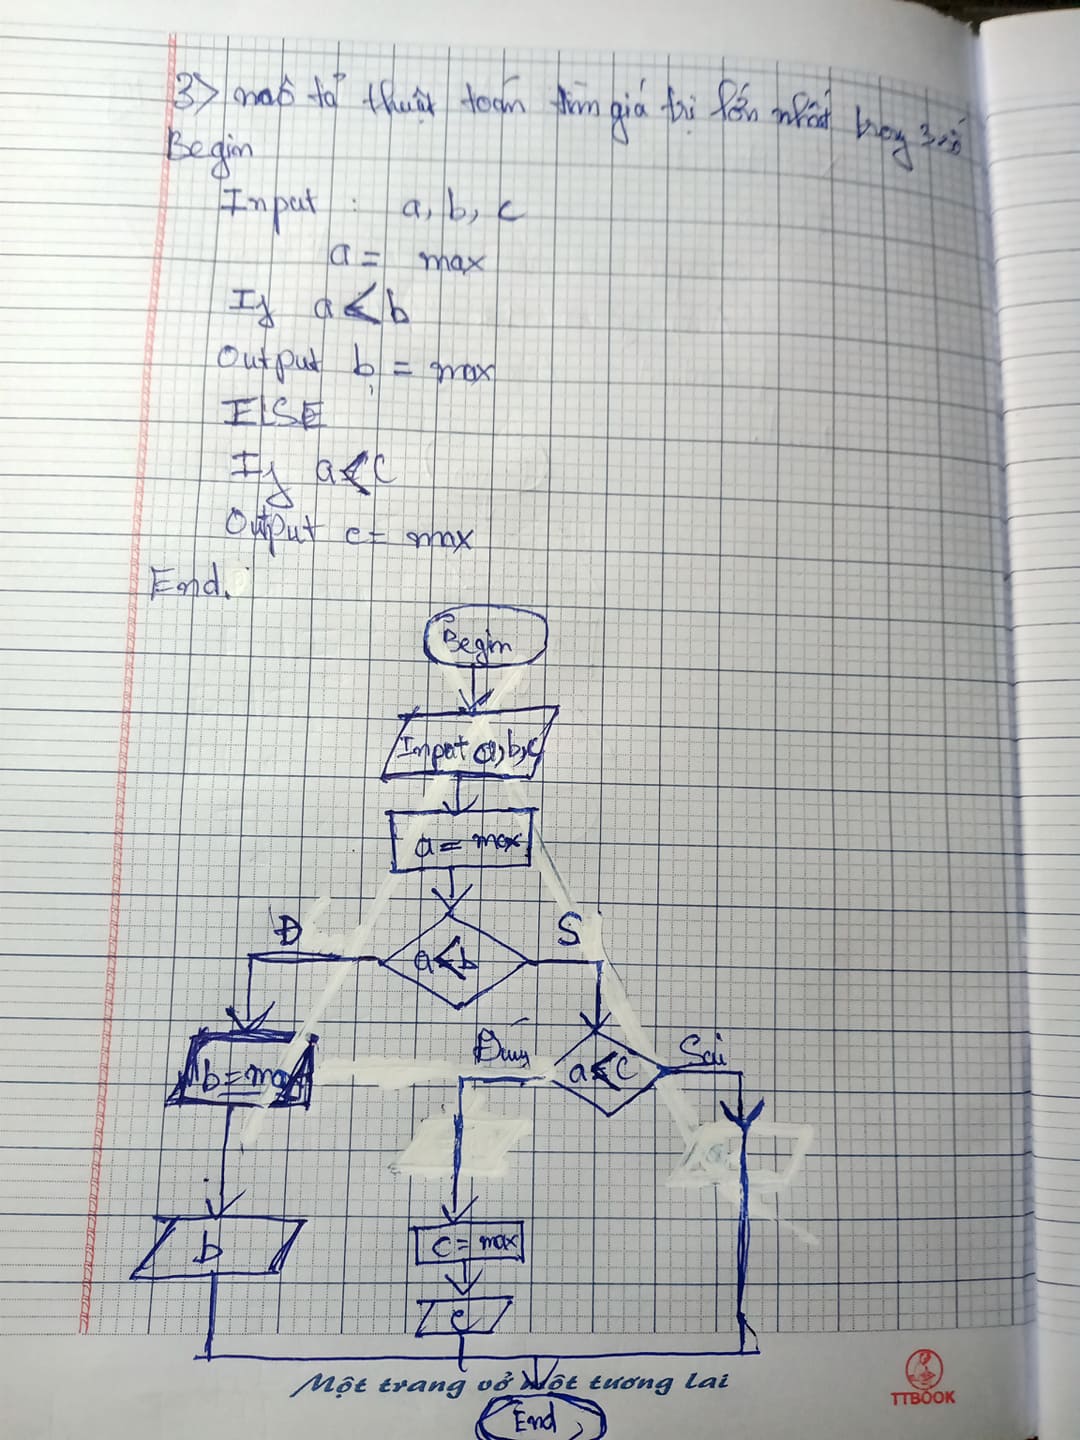 3> mô tả thuật toán tìm giá trị lớn nhất trong 3 số
Begin
Input : a, b, c
a = max
If a < b
Output b = max
ELSE
If a < c
Output c = max
End.
Begin
Input a, b, c
a = max
a < b
Đ
S
b = max
a < c
Đúng
Sai
b
c = max
c
Một trang vở một tương lai
TTBOOK
End